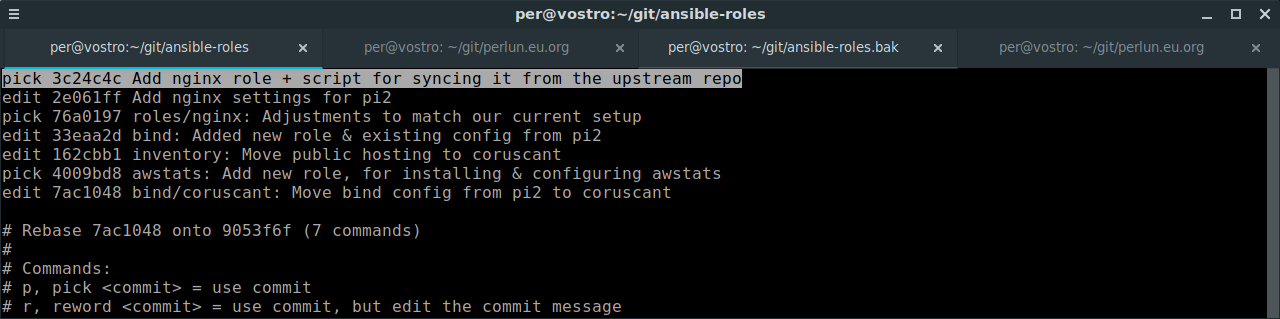 per@vostro:~/git/ansible-roles
per@vostro:~/git/ansible-roles
per@vostro: ~/git/perlun.eu.org
per@vostro: ~/git/ansible-roles.bak
per@vostro: ~/git/perlun.eu.org
pick 3c24c4c Add nginx role + script for syncing it from the upstream repo
edit 2e061ff Add nginx settings for pi2
pick 76a0197 roles/nginx: Adjustments to match our current setup
edit 33eaa2d bind: Added new role & existing config from pi2
edit 162cbb1 inventory: Move public hosting to coruscant
pick 4009bd8 awstats: Add new role, for installing & configuring awstats
edit 7ac1048 bind/coruscant: Move bind config from pi2 to coruscant
# Rebase 7ac1048 onto 9053f6f (7 commands)
#
# Commands:
# p, pick <commit> = use commit
# r, reword <commit> = use commit, but edit the commit message